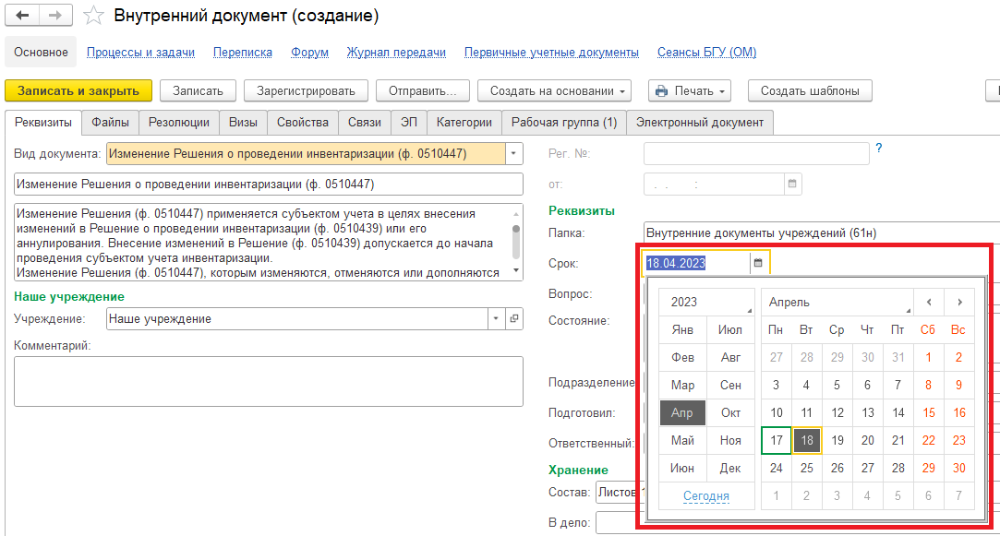 Внутренний документ (создание)
Основное Процессы и задачи Переписка Форум Журнал передачи Первичные учетные документы Сеансы БГУ (ОМ)
Записать и закрыть Записать Зарегистрировать Отправить... Создать на основании Печать Создать шаблоны
Реквизиты Файлы Резолюции Визы Свойства Связи ЭП Категории Рабочая группа (1) Электронный документ
Вид документа: Изменение Решения о проведении инвентаризации (ф. 0510447)
Изменение Решения о проведении инвентаризации (ф. 0510447)
Изменение Решения (ф. 0510447) применяется субъектом учета в целях внесения
изменений в Решение о проведении инвентаризации (ф. 0510439) или его
аннулирования. Внесение изменений в Решение (ф. 0510439) допускается до начала
проведения субъектом учета инвентаризации.
Изменение Решения (ф. 0510447), которым изменяются, отменяются или дополняются
Наше учреждение
Учреждение: Наше учреждение
Комментарий:
Рег. №: ?
от: . . :
Реквизиты
Папка: Внутренние документы учреждений (61н)
Срок: 18.04.2023
Вопрос:
Состояние:
Подразделение
Подготовил:
Ответственный:
Хранение
Состав: Листов
В дело:
2023
Янв Июл
Фев Авг
Мар Сен
Апр Окт
Май Ноя
Июн Дек
Сегодня
Апрель
Пн Вт Ср Чт Пт Сб Вс
27 28 29 30 31 1 2
3 4 5 6 7 8 9
10 11 12 13 14 15 16
17 18 19 20 21 22 23
24 25 26 27 28 29 30
1 2 3 4 5 6 7